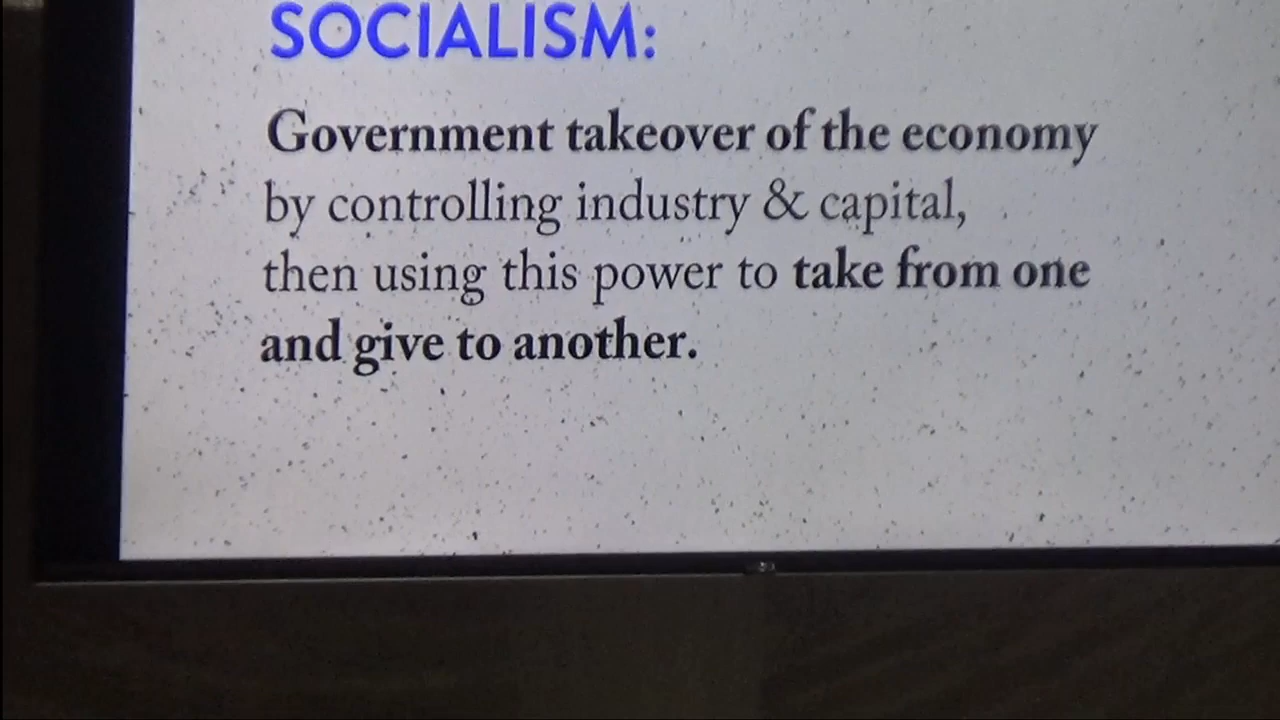 SOCIALISM:
Government takeover of the economy
by controlling industry & capital,
then using this power to take from one
and give to another.